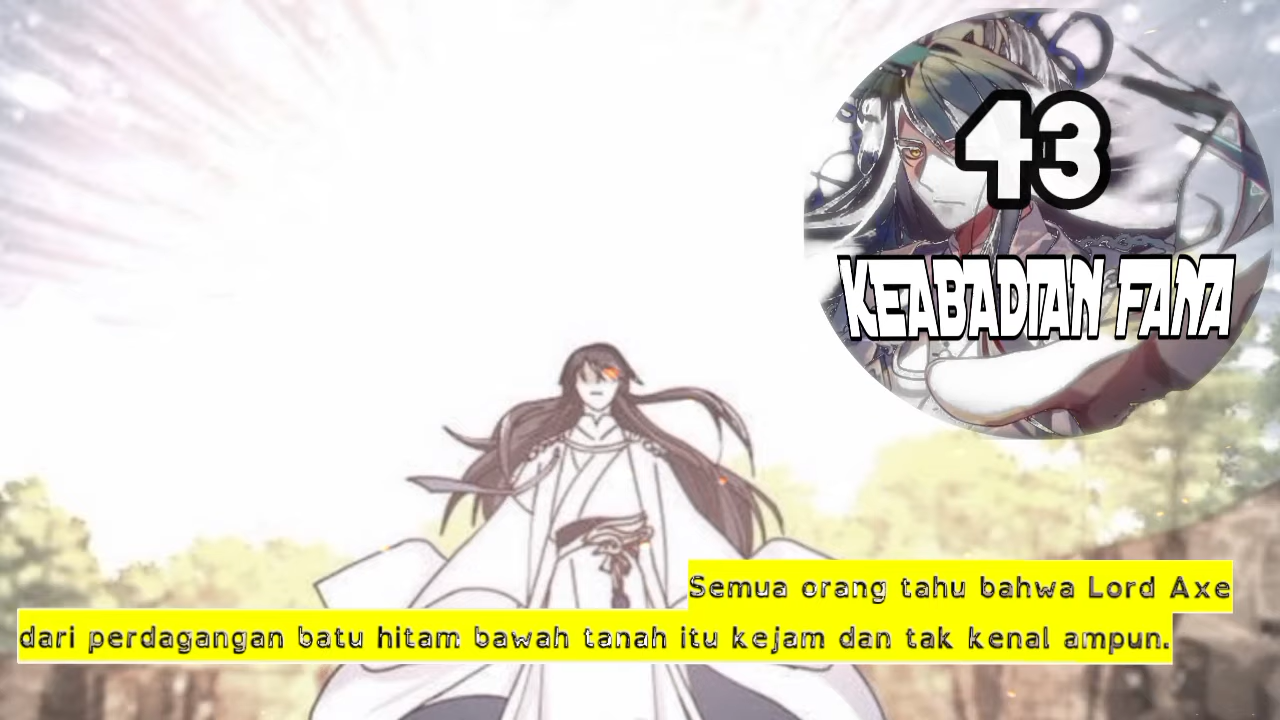 43
KEABADIAN FANA
Semua orang tahu bahwa Lord Axe
dari perdagangan batu hitam bawah tanah itu kejam dan tak kenal ampun.